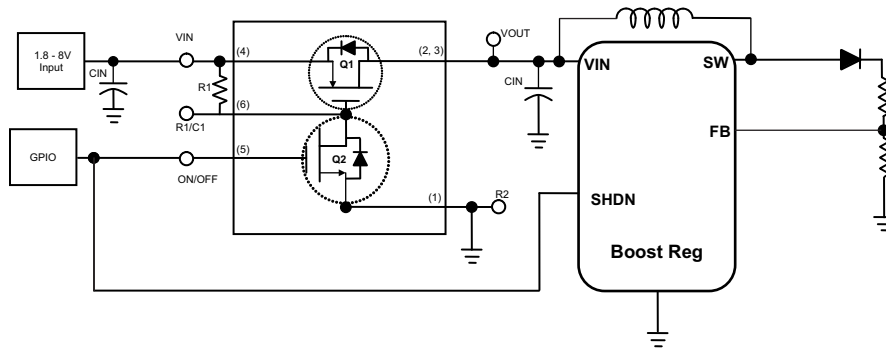 1.8 - 8V
Input
CIN
VIN
(4)
R1
(6)
R1/C1
Q1
(2, 3)
VOUT
CIN
VIN
SW
FB
GPIO
ON/OFF
(5)
Q2
(1)
R2
SHDN
Boost Reg